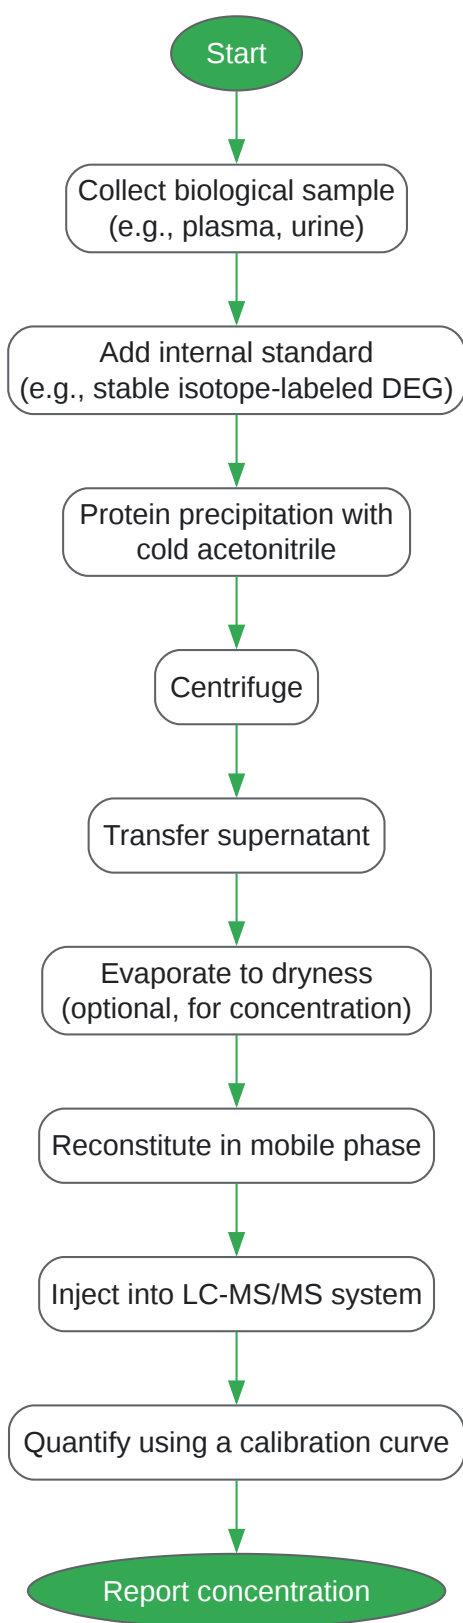 Start
Collect biological sample
(e.g., plasma, urine)
Add internal standard
(e.g., stable isotope-labeled DEG)
Protein precipitation with
cold acetonitrile
Centrifuge
Transfer supernatant
Evaporate to dryness
(optional, for concentration)
Reconstitute in mobile phase
Inject into LC-MS/MS system
Quantify using a calibration curve
Report concentration